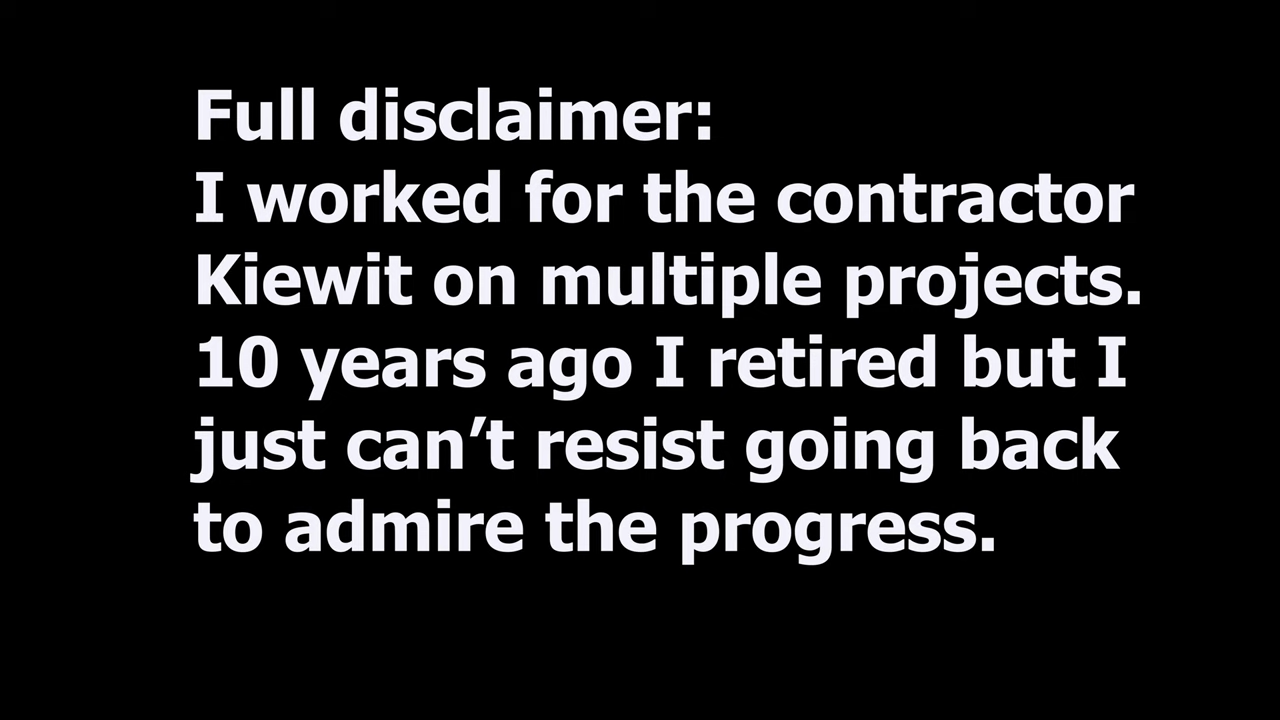 Full disclaimer:
I worked for the contractor
Kiewit on multiple projects.
10 years ago I retired but I
just can’t resist going back
to admire the progress.